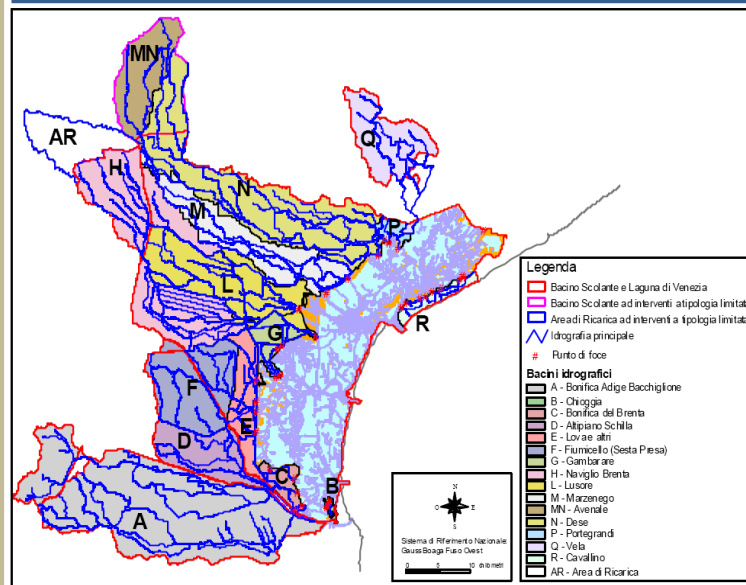 MN
AR
Q
H
N
M
P
L
R
G
F
E
D
C
B
A
Legenda
Bacino Scolante e Laguna di Venezia
Bacino Scolante ad interventi a tipologia limitat
Area di Ricarica ad interventi a tipologia limitat
Idrografia principale
# Punto di foce
Bacini idrografici
A - Bonifica Adige Bacchiglione
B - Chioggia
C - Bonifica del Brenta
D - Altipiano Schilla
E - Lova e altri
F - Fiumicello (Sesta Presa)
G - Gambarare
H - Naviglio Brenta
L - Lusore
M - Marzenego
MN - Avenale
N - Dese
P - Portegrandi
Q - Vela
R - Cavallino
AR - Area di Ricarica
N
O E
S
Sistema di Riferimento Nazionale:
Gauss Boaga Fuso Ovest
0 5 10 chilometri